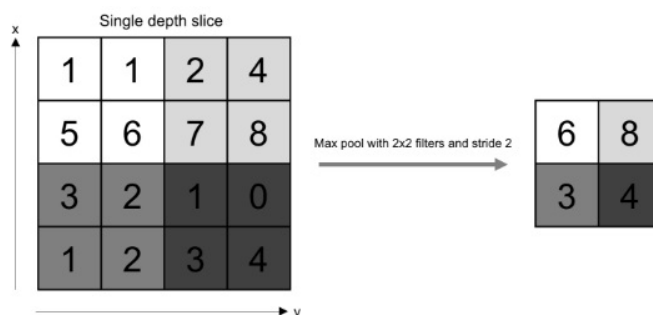 Single depth slice
x
1 1 2 4
5 6 7 8
3 2 1 0
1 2 3 4
y
Max pool with 2x2 filters and stride 2
6 8
3 4